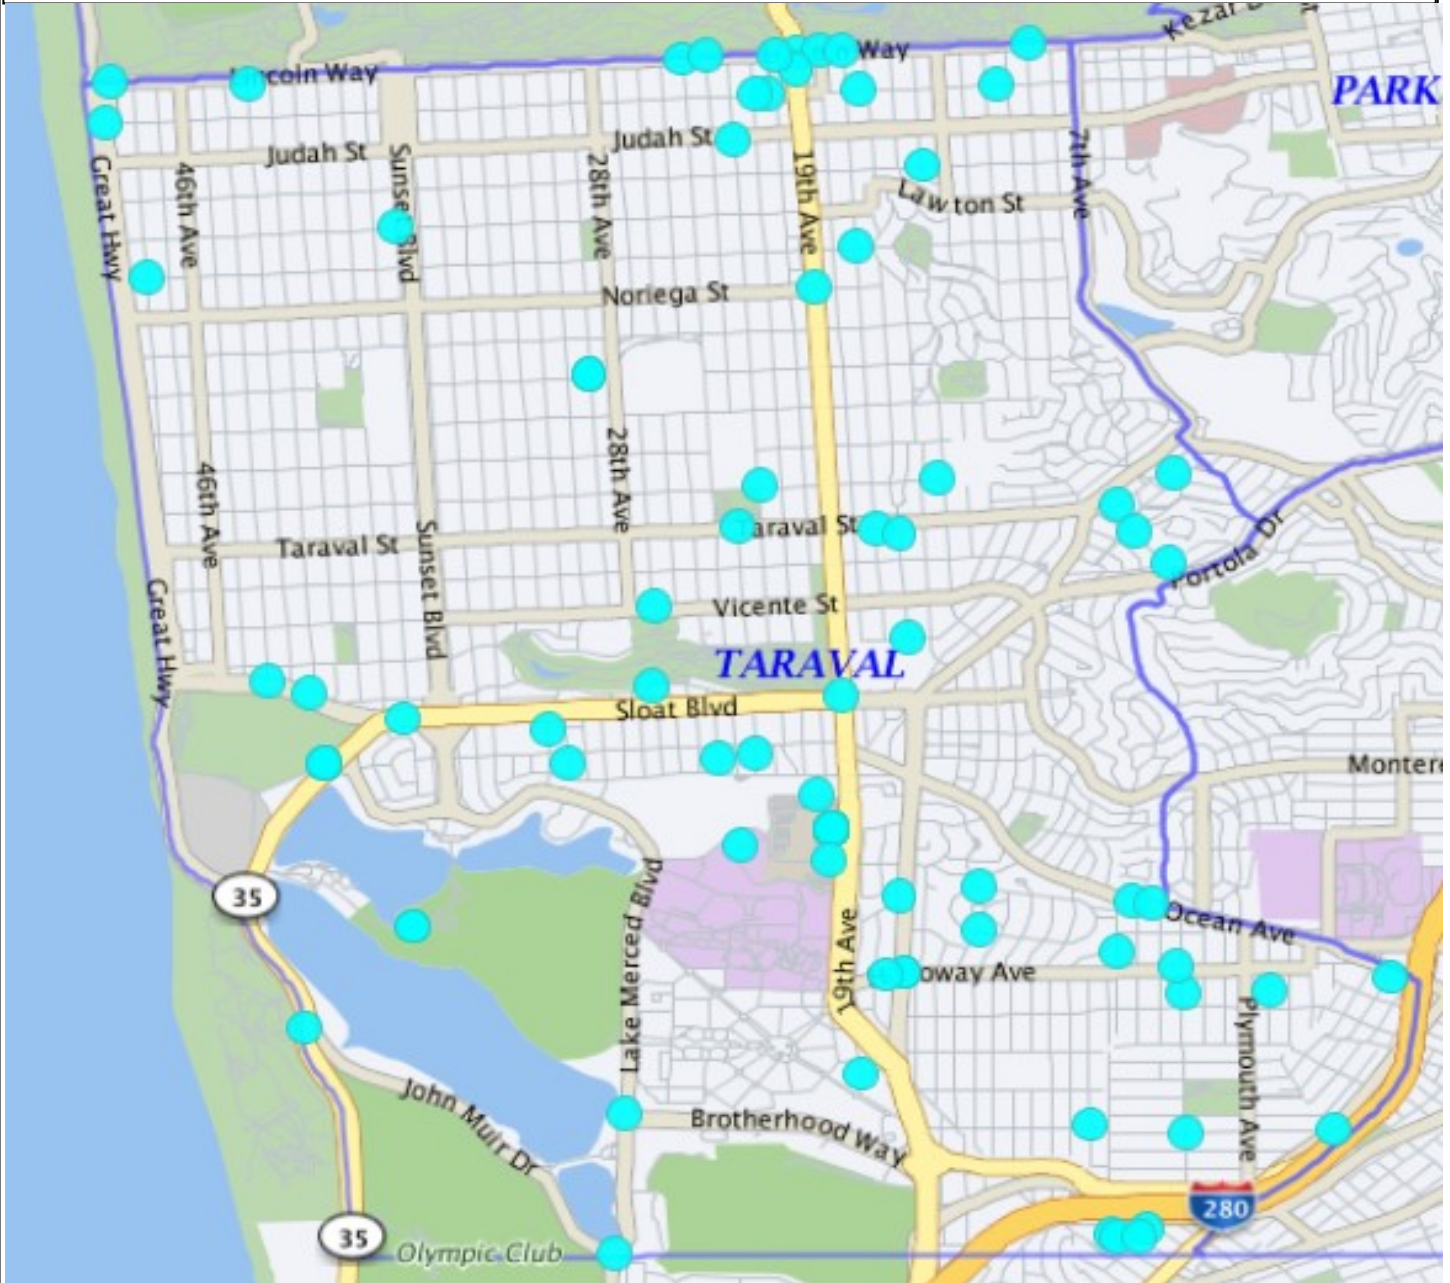 Kezar
Way
Lincoln Way
PARK
Judah St
Judah St
Great Hwy
46th Ave
Sunset Blvd
28th Ave
19th Ave
7th Ave
Lawton St
Noriega St
28th Ave
46th Ave
Taraval St
Taraval St
Sunset Blvd
Portola Dr
Great Hwy
Vicente St
TARAVAL
Sloat Blvd
Montere
35
Lake Merced Blvd
19th Ave
Ocean Ave
oway Ave
Plymouth Ave
John Muir Dr
Brotherhood Way
280
35
Olympic Club